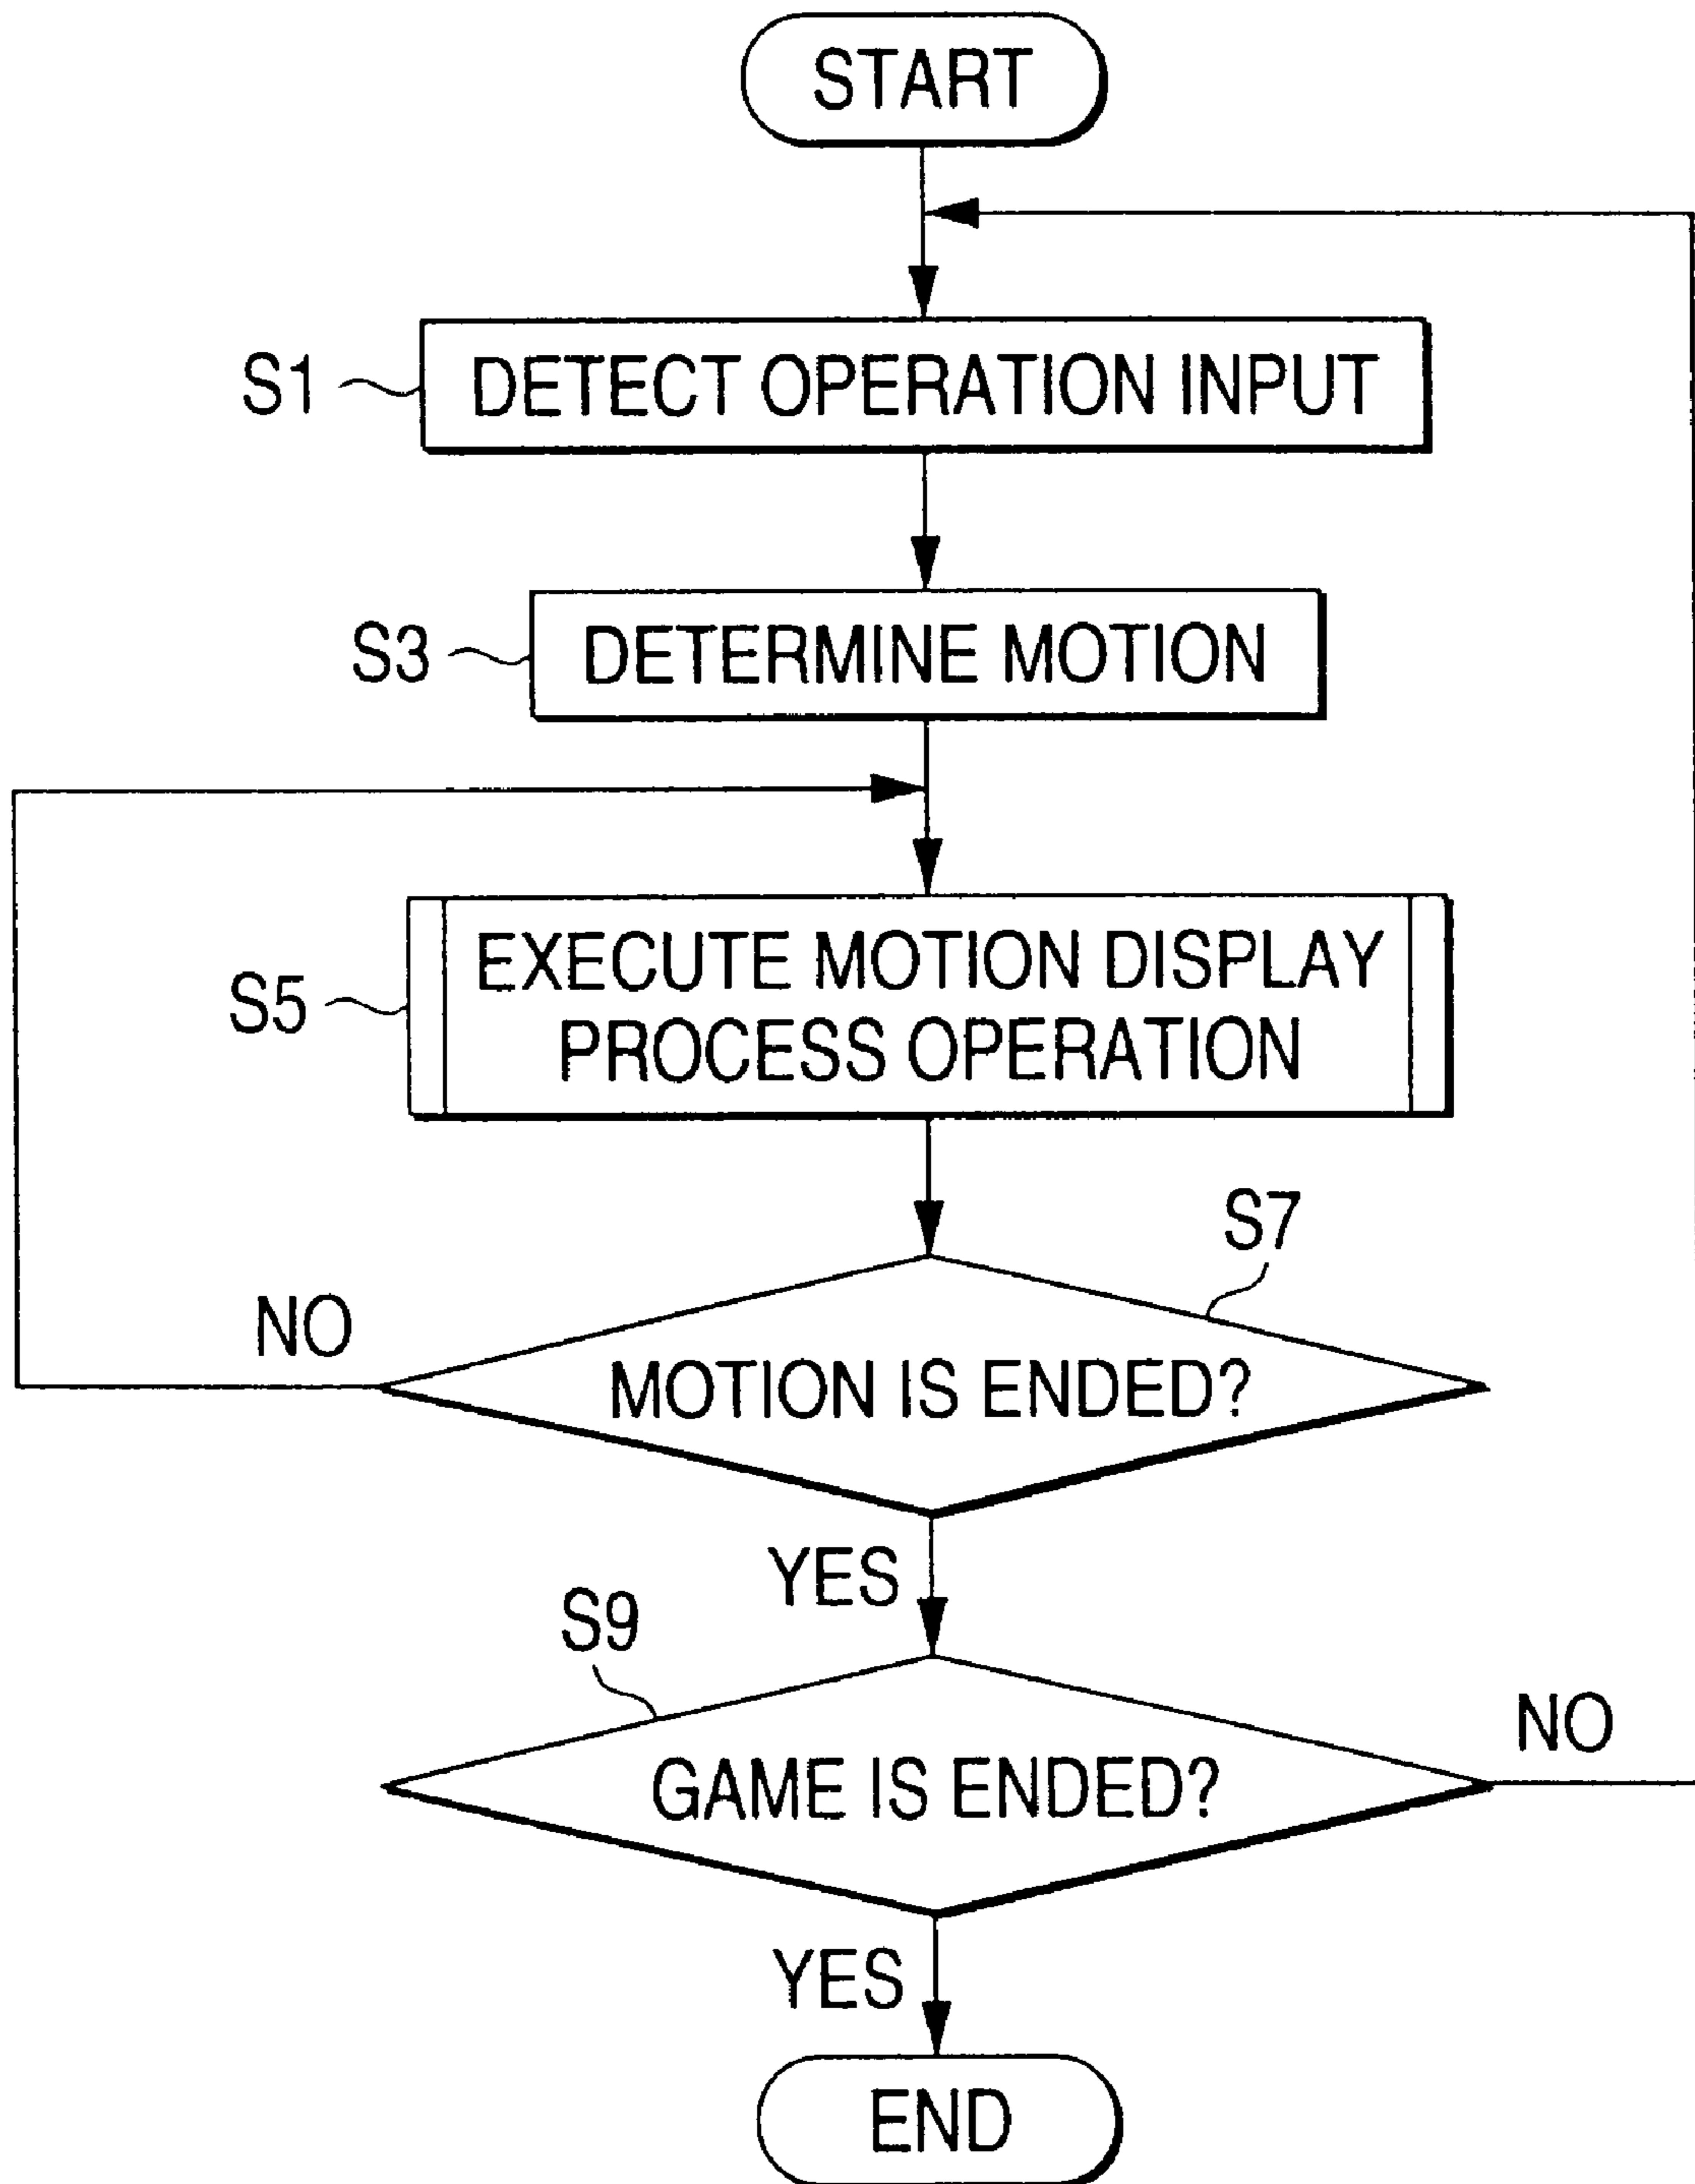 START
S1
DETECT OPERATION INPUT
S3
DETERMINE MOTION
S5
EXECUTE MOTION DISPLAY
PROCESS OPERATION
S7
NO
MOTION IS ENDED?
YES
S9
NO
GAME IS ENDED?
YES
END